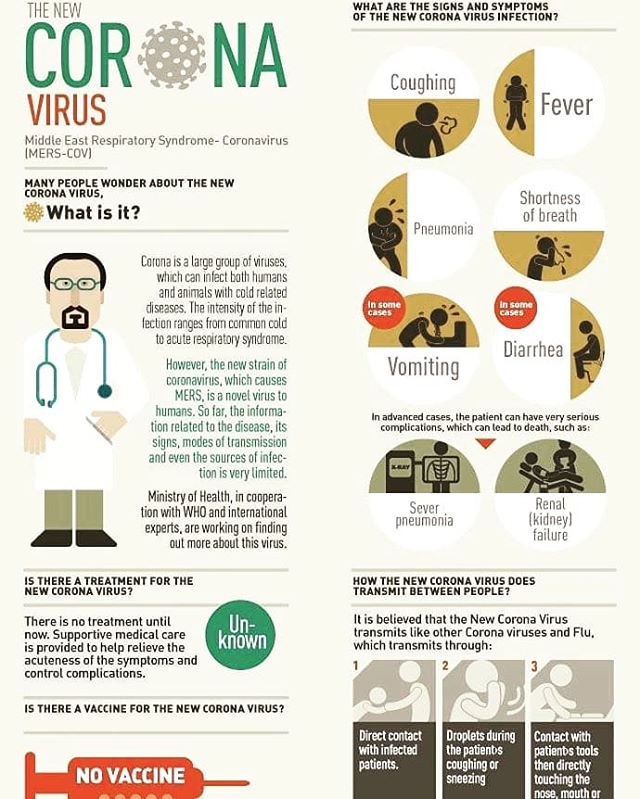 THE NEW
CORONA
VIRUS
Middle East Respiratory Syndrome- Coronavirus
(MERS-COV)
MANY PEOPLE WONDER ABOUT THE NEW
CORONA VIRUS,
What is it?
Corona is a large group of viruses,
which can infect both humans
and animals with cold related
diseases. The intensity of the in-
fection ranges from common cold
to acute respiratory syndrome.
However, the new strain of
coronavirus, which causes
MERS, is a novel virus to
humans. So far, the informa-
tion related to the disease, its
signs, modes of transmission
and even the sources of infec-
tion is very limited.
Ministry of Health, in coopera-
tion with WHO and international
experts, are working on finding
out more about this virus.
IS THERE A TREATMENT FOR THE
NEW CORONA VIRUS?
There is no treatment until
now. Supportive medical care
is provided to help relieve the
acuteness of the symptoms and
control complications.
Un-
known
IS THERE A VACCINE FOR THE NEW CORONA VIRUS?
NO VACCINE
WHAT ARE THE SIGNS AND SYMPTOMS
OF THE NEW CORONA VIRUS INFECTION?
Coughing
Fever
Pneumonia
Shortness
of breath
In some
cases
Vomiting
In some
cases
Diarrhea
In advanced cases, the patient can have very serious
complications, which can lead to death, such as:
X-RAY
Sever
pneumonia
Renal
(kidney)
failure
HOW THE NEW CORONA VIRUS DOES
TRANSMIT BETWEEN PEOPLE?
It is believed that the New Corona Virus
transmits like other Corona viruses and Flu,
which transmits through:
1
Direct contact
with infected
patients.
2
Droplets during
the patient›s
coughing or
sneezing
3
Contact with
patient›s tools
then directly
touching the
nose, mouth or